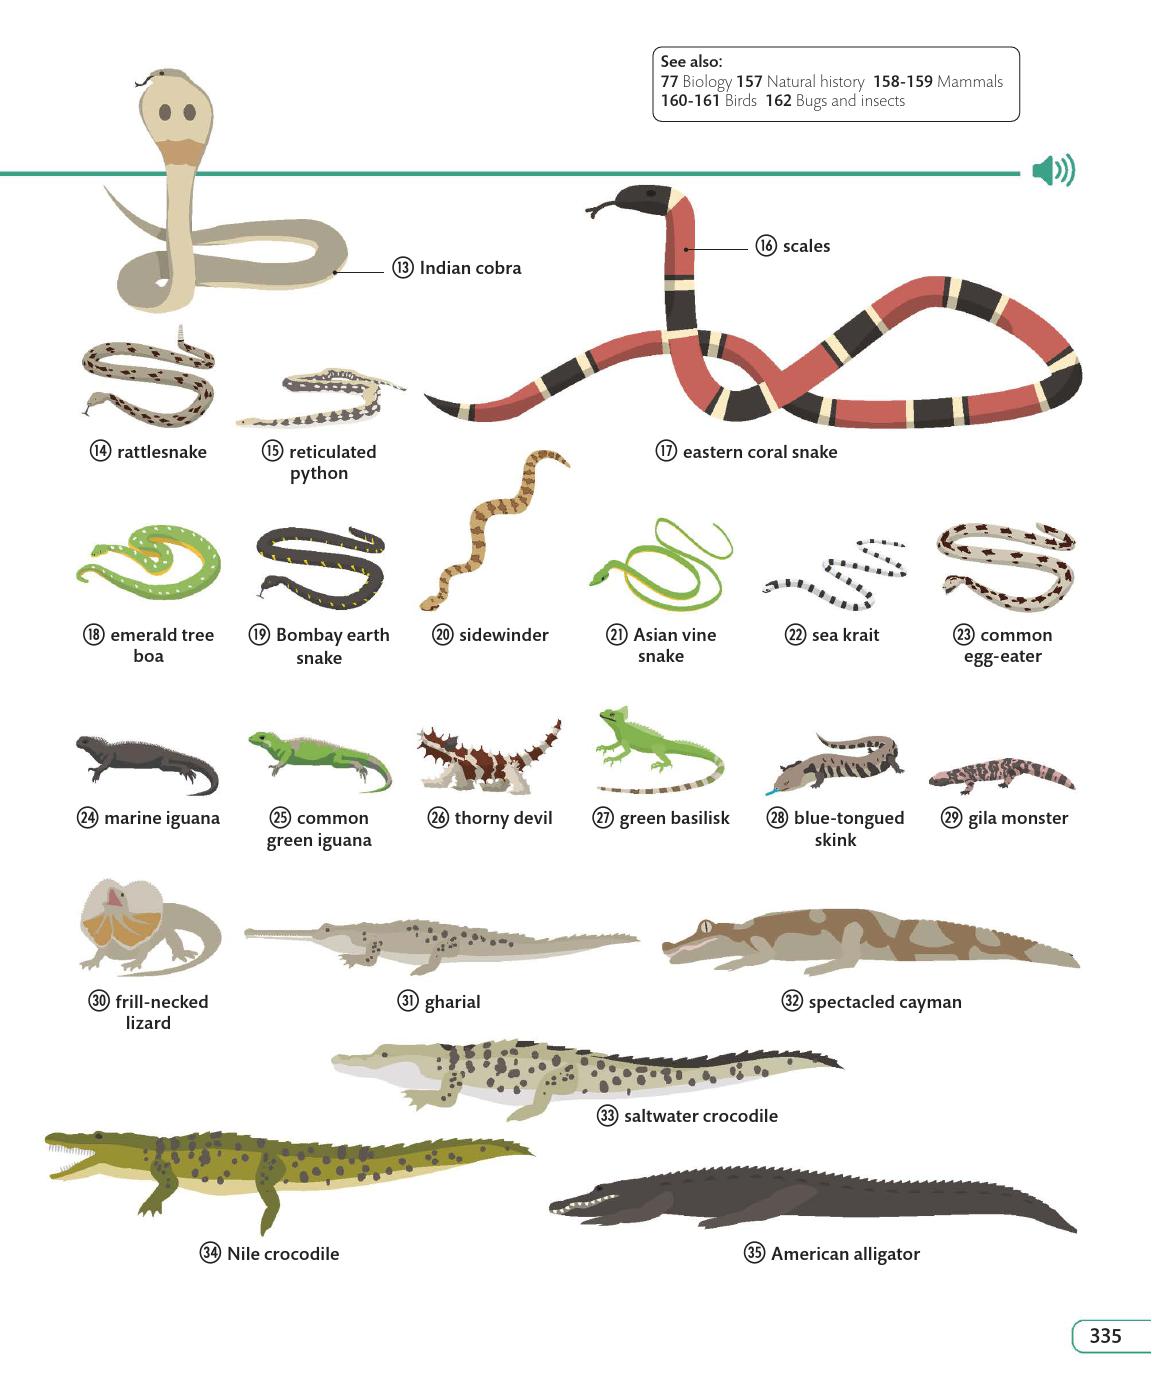 See also:
77 Biology 157 Natural history 158-159 Mammals
160-161 Birds 162 Bugs and insects
16 scales
13 Indian cobra
14 rattlesnake
15 reticulated
python
17 eastern coral snake
18 emerald tree
boa
19 Bombay earth
snake
20 sidewinder
21 Asian vine
snake
22 sea krait
23 common
egg-eater
24 marine iguana
25 common
green iguana
26 thorny devil
27 green basilisk
28 blue-tongued
skink
29 gila monster
30 frill-necked
lizard
31 gharial
32 spectacled cayman
33 saltwater crocodile
34 Nile crocodile
35 American alligator
335